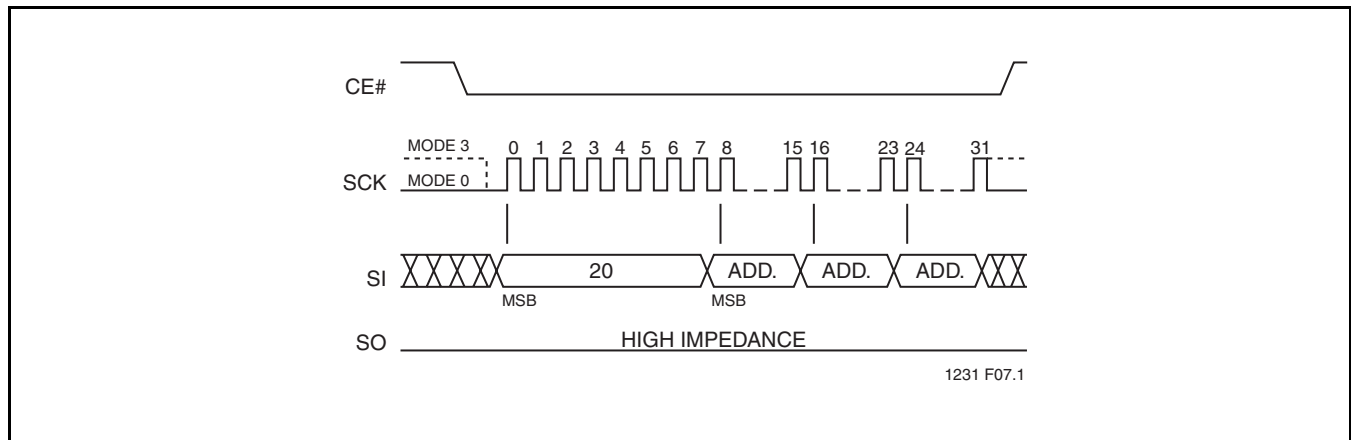 CE#
MODE 3
0 1 2 3 4 5 6 7 8 15 16 23 24 31
SCK MODE 0
SI 20 ADD. ADD. ADD.
MSB MSB
SO HIGH IMPEDANCE
1231 F07.1